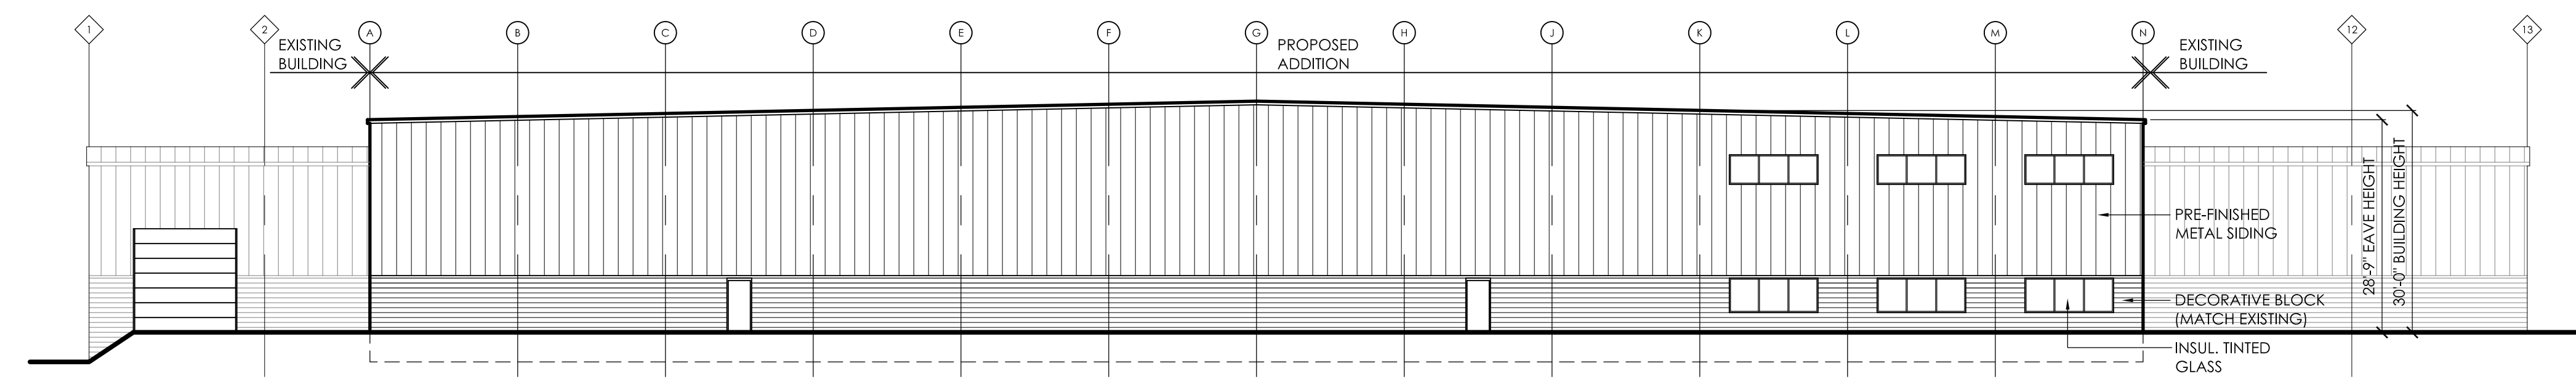 1
2
A
B
C
D
E
F
G
H
J
K
L
M
N
12
13
EXISTING
BUILDING
PROPOSED
ADDITION
EXISTING
BUILDING
28'-9" EAVE HEIGHT
30'-0" BUILDING HEIGHT
PRE-FINISHED
METAL SIDING
DECORATIVE BLOCK
(MATCH EXISTING)
INSUL. TINTED
GLASS